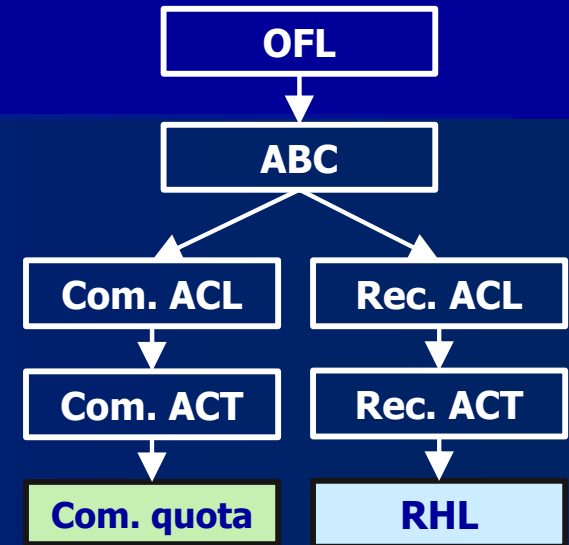 OFL
ABC
Com. ACL
Rec. ACL
Com. ACT
Rec. ACT
Com. quota
RHL